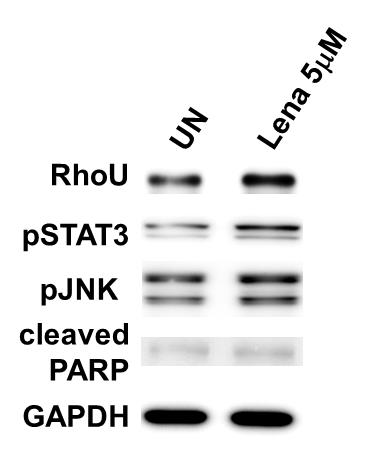 UN
Lena 5μM
RhoU
pSTAT3
pJNK
cleaved
PARP
GAPDH